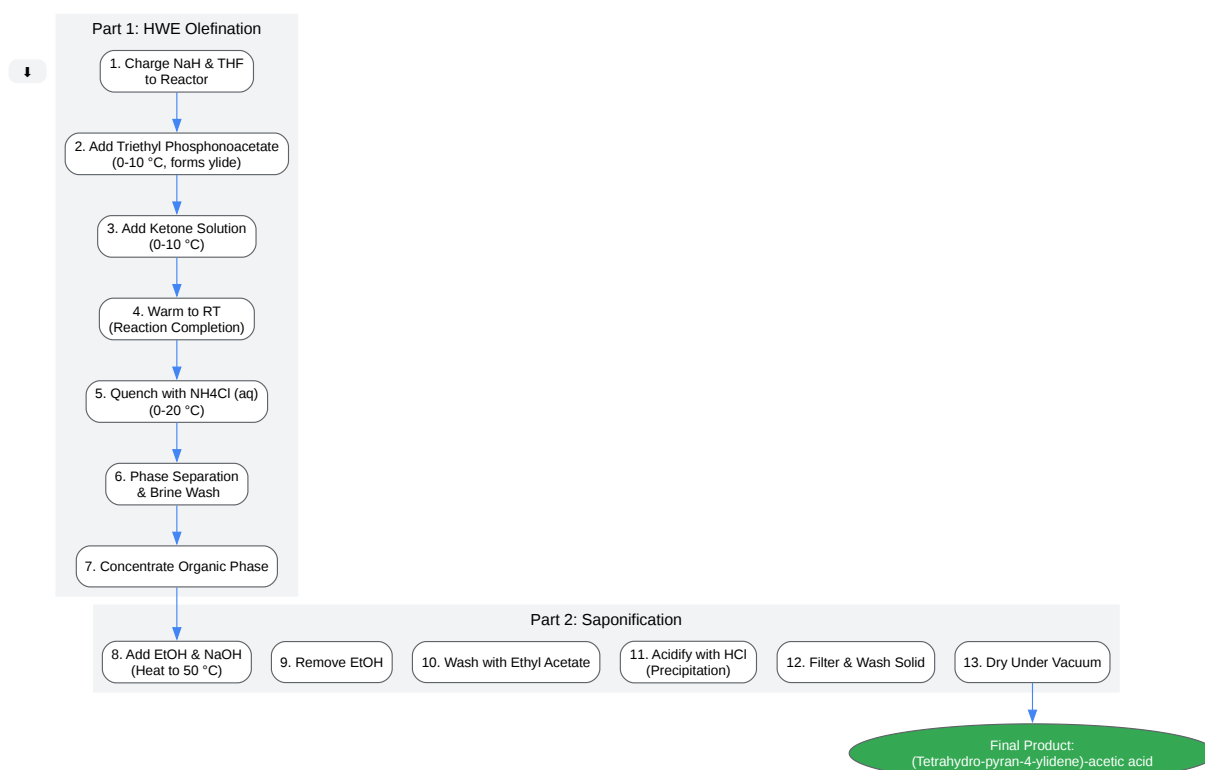 Part 1: HWE Olefination
⬇
1. Charge NaH & THF
to Reactor
2. Add Triethyl Phosphonoacetate
(0-10 °C, forms ylide)
3. Add Ketone Solution
(0-10 °C)
4. Warm to RT
(Reaction Completion)
5. Quench with NH4Cl (aq)
(0-20 °C)
6. Phase Separation
& Brine Wash
7. Concentrate Organic Phase
Part 2: Saponification
8. Add EtOH & NaOH
(Heat to 50 °C)
9. Remove EtOH
10. Wash with Ethyl Acetate
11. Acidify with HCl
(Precipitation)
12. Filter & Wash Solid
13. Dry Under Vacuum
Final Product:
(Tetrahydro-pyran-4-ylidene)-acetic acid